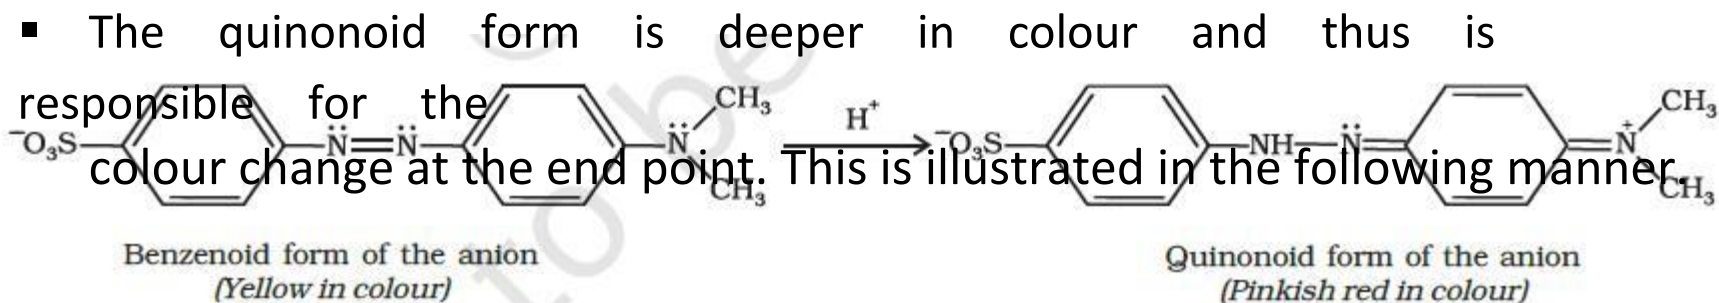 ▪ The quinonoid form is deeper in colour and thus is
responsible for the
colour change at the end point. This is illustrated in the following manner.
CH₃
⁻O₃S N̈=N̈ N̈
CH₃
H⁺
CH₃
⁻O₃S NH—N̈ N⁺
CH₃
Benzenoid form of the anion
(Yellow in colour)
Quinonoid form of the anion
(Pinkish red in colour)
to be